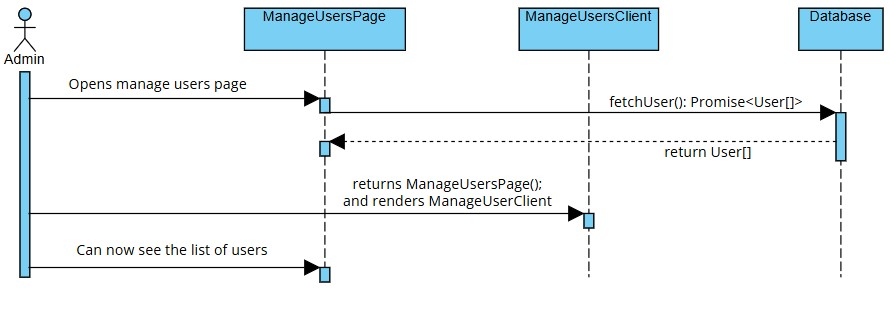 ManageUsersPage
ManageUsersClient
Database
Admin
Opens manage users page
fetchUser(): Promise<User[]>
return User[]
returns ManageUsersPage();
and renders ManageUserClient
Can now see the list of users